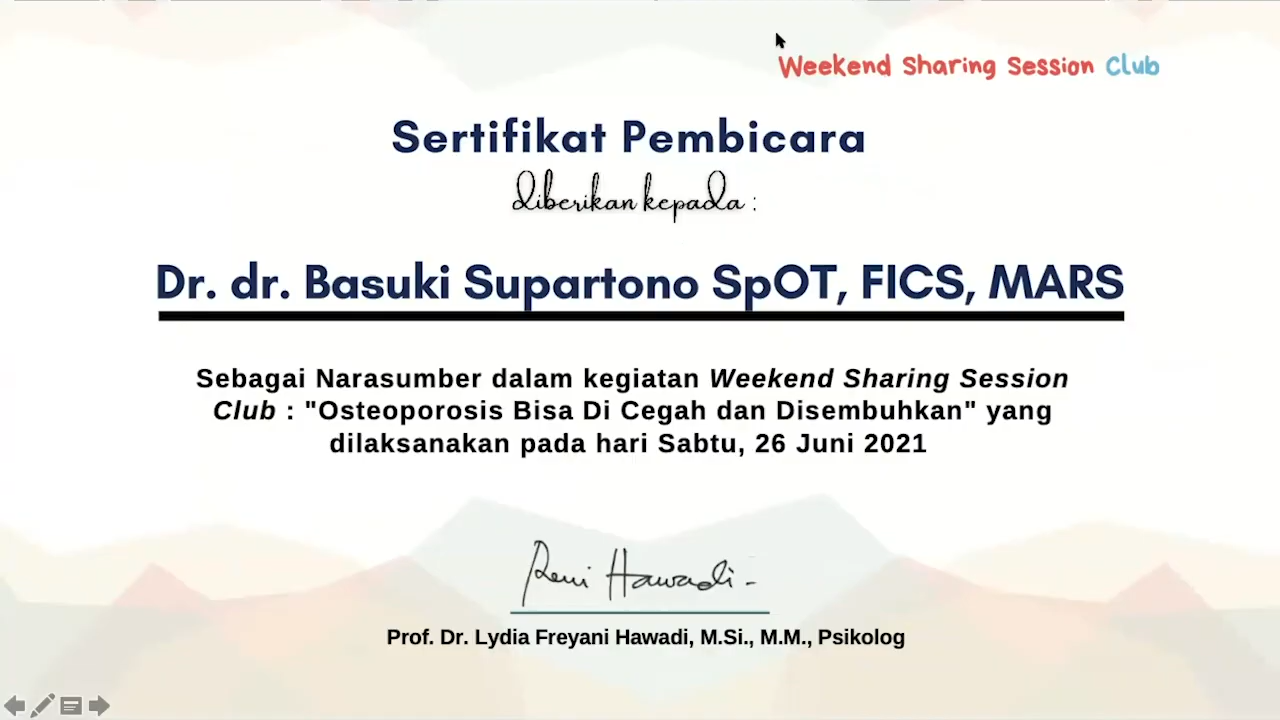 Weekend Sharing Session Club
Sertifikat Pembicara
diberikan kepada :
Dr. dr. Basuki Supartono SpOT, FICS, MARS
Sebagai Narasumber dalam kegiatan Weekend Sharing Session
Club : "Osteoporosis Bisa Di Cegah dan Disembuhkan" yang
dilaksanakan pada hari Sabtu, 26 Juni 2021
Reni Hawadi -
Prof. Dr. Lydia Freyani Hawadi, M.Si., M.M., Psikolog